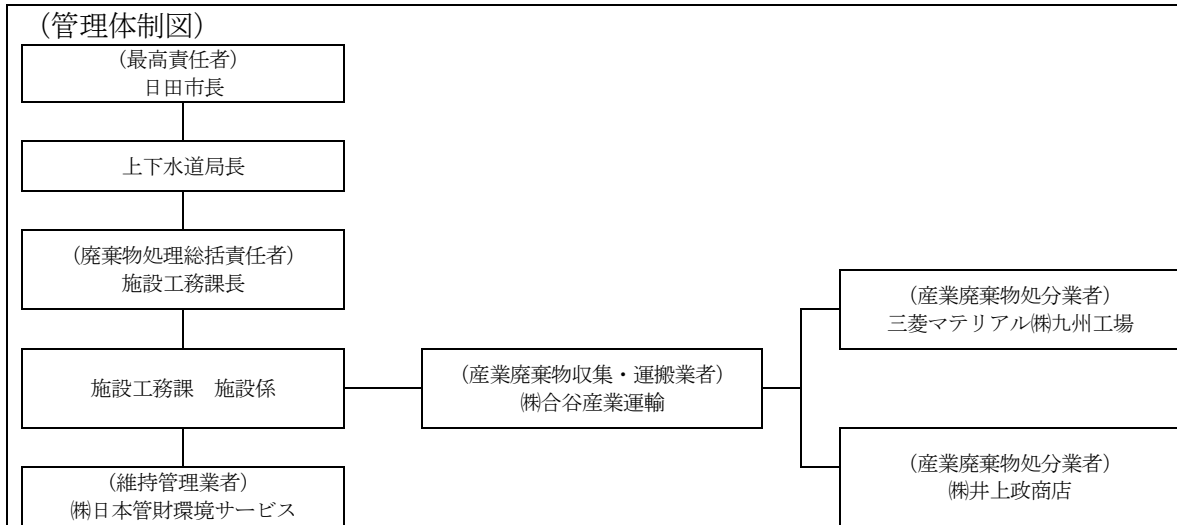 （管理体制図）
（最高責任者）
日田市長
上下水道局長
（廃棄物処理総括責任者）
施設工務課長
施設工務課　施設係
（維持管理業者）
㈱日本管財環境サービス
（産業廃棄物収集・運搬業者）
㈱合谷産業運輸
（産業廃棄物処分業者）
三菱マテリアル㈱九州工場
（産業廃棄物処分業者）
㈱井上政商店